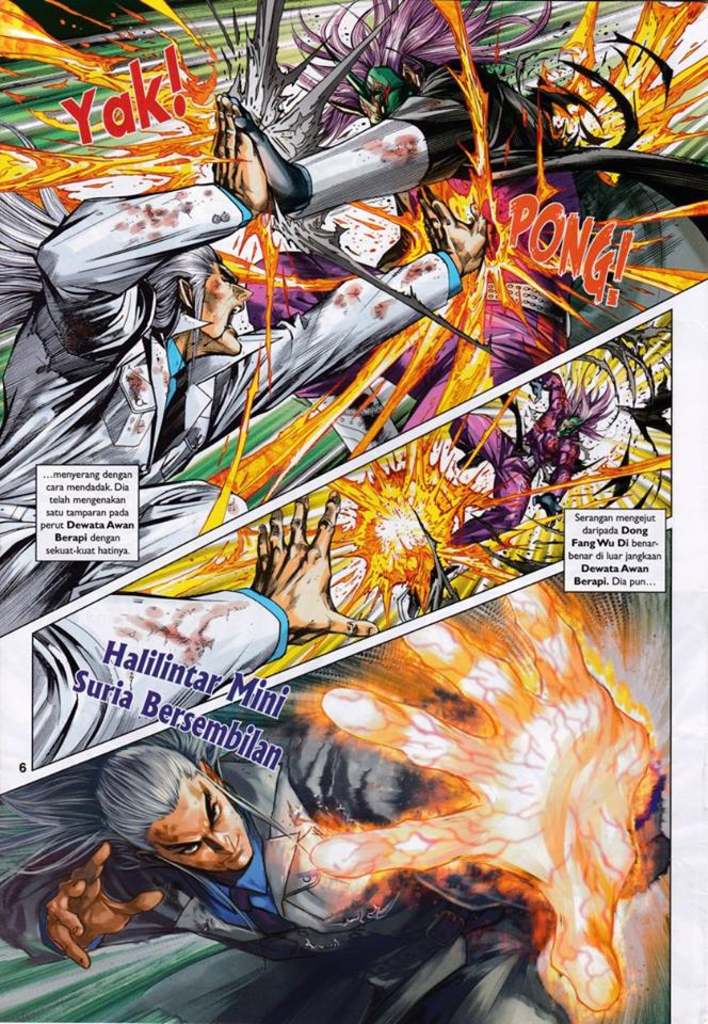 Yak!
PONG!
...menyerang dengan
cara mendadak. Dia
telah mengenakan
satu tamparan pada
perut Dewata Awan
Berapi dengan
sekuat-kuat hatinya.
Serangan mengejut
daripada Dong
Fang Wu Di benar-
benar di luar jangkaan
Dewata Awan
Berapi. Dia pun...
Halilintar Mini
Suria Bersembilan
6